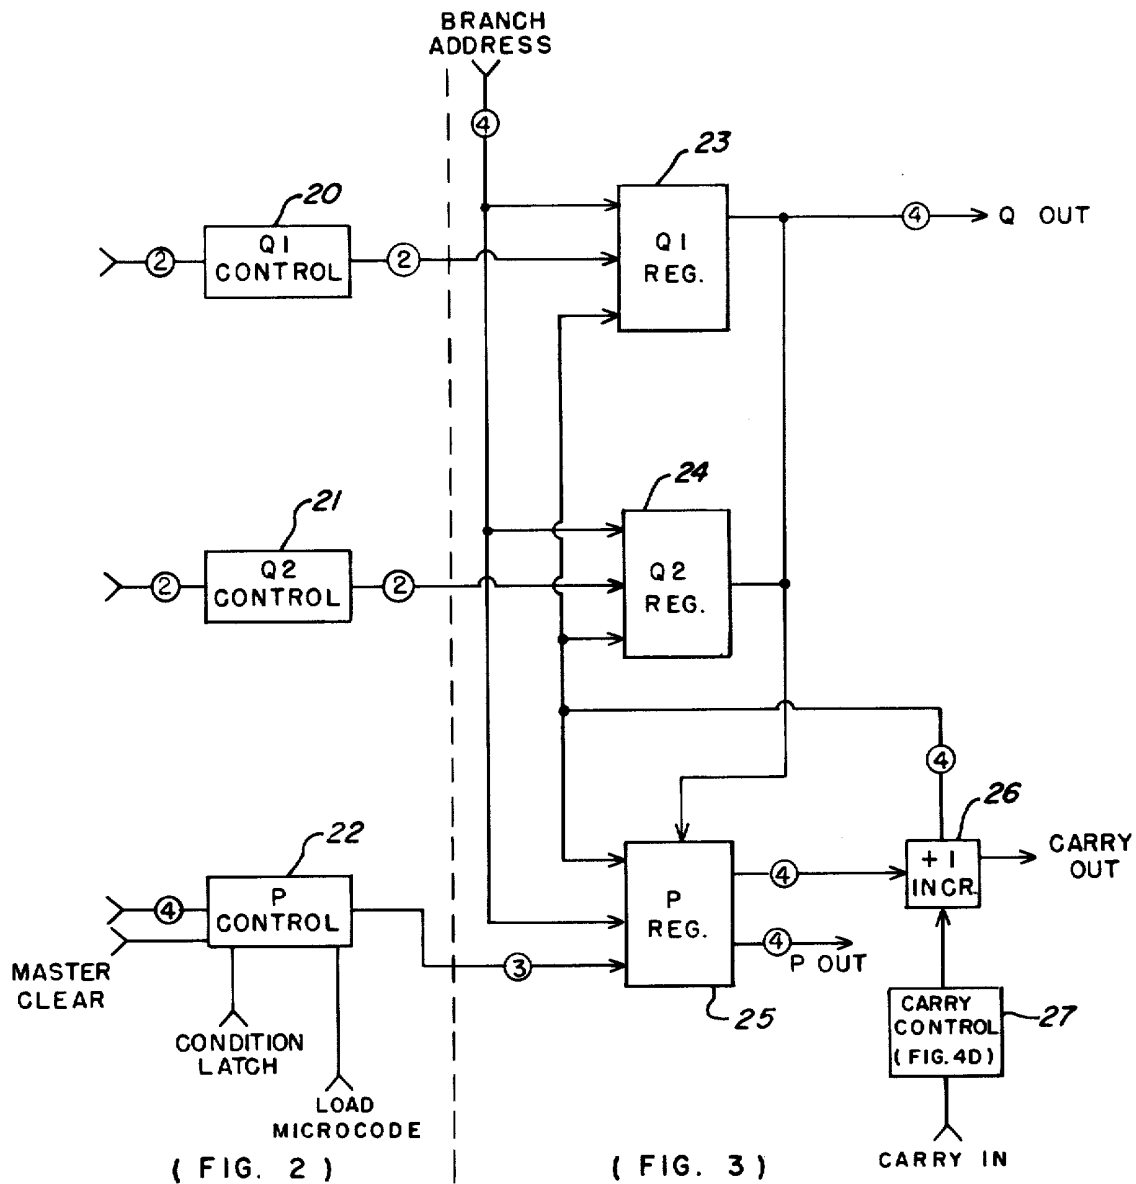 BRANCH
ADDRESS
4
23
20
Q1
CONTROL
2
2
Q1
REG.
4
Q OUT
24
21
Q2
CONTROL
2
2
Q2
REG.
4
26
22
P
CONTROL
4
MASTER
CLEAR
CONDITION
LATCH
LOAD
MICROCODE
3
P
REG.
25
4
4
P OUT
+1
INCR.
CARRY
OUT
CARRY
CONTROL
(FIG. 4D)
27
CARRY IN
(FIG. 2)
(FIG. 3)